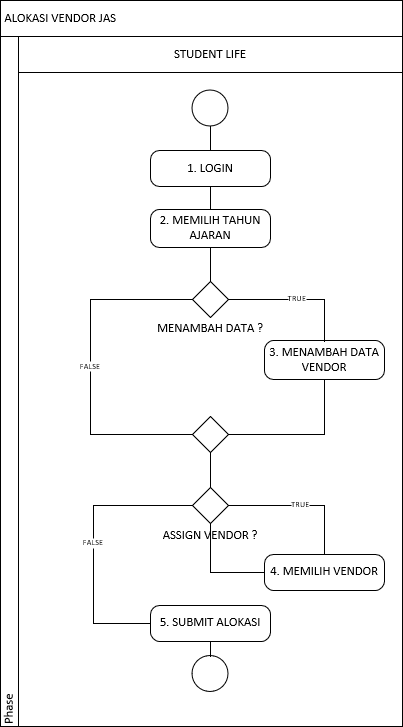 ALOKASI VENDOR JAS
STUDENT LIFE
1. LOGIN
2. MEMILIH TAHUN
AJARAN
TRUE
MENAMBAH DATA ?
3. MENAMBAH DATA
VENDOR
FALSE
TRUE
ASSIGN VENDOR ?
FALSE
4. MEMILIH VENDOR
5. SUBMIT ALOKASI
Phase